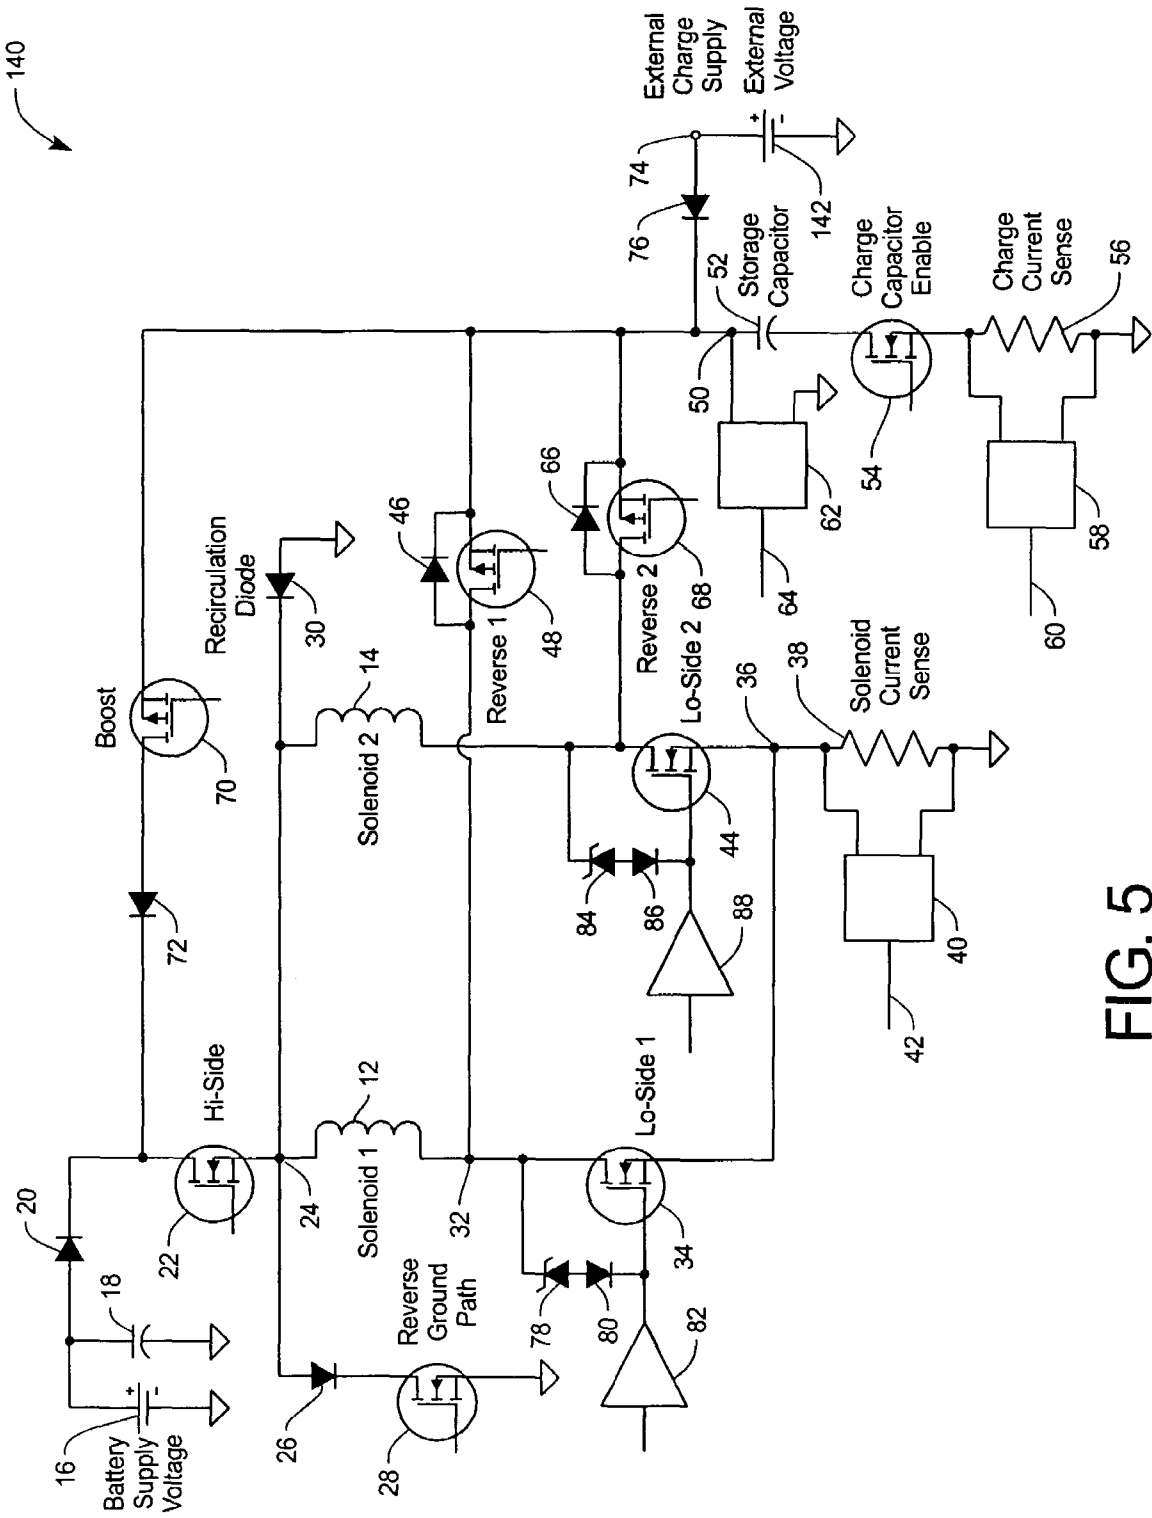 140
External
Charge
Supply
External
Voltage
74
76
142
52
Storage
Capacitor
50
Charge
Capacitor
Enable
54
Charge
Current
Sense
56
58
60
62
64
66
68
Reverse 2
46
48
Reverse 1
Recirculation
Diode
30
14
Solenoid 2
Boost
70
72
Lo-Side 2
44
36
38
Solenoid
Current
Sense
40
42
84
86
88
Hi-Side
22
24
20
18
16
Battery
Supply
Voltage
+
-
+
-
12
Solenoid 1
32
Lo-Side 1
34
78
80
82
Reverse
Ground
Path
26
28
FIG. 5